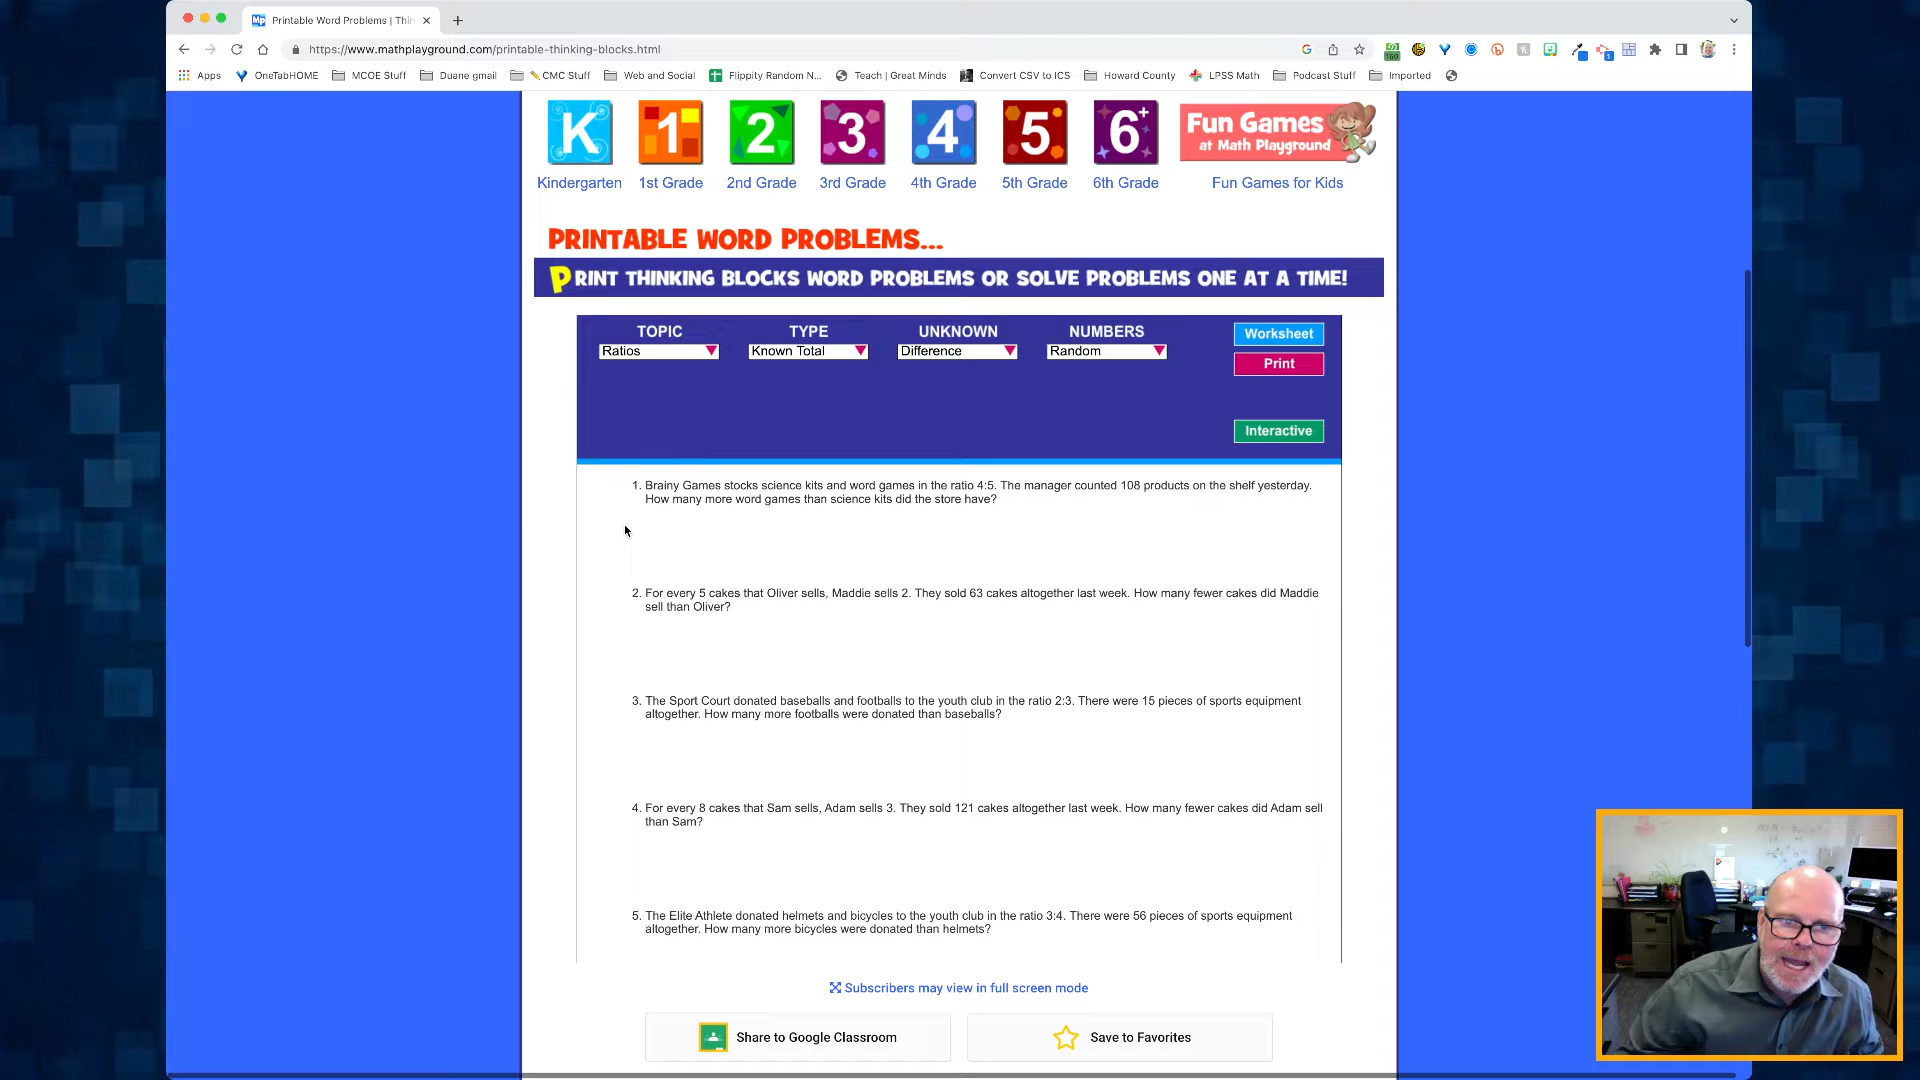 Printable Word Problems | Thin
https://www.mathplayground.com/printable-thinking-blocks.html
Apps
OneTabHOME
MCOE Stuff
Duane gmail
CMC Stuff
Web and Social
Flippity Random N...
Teach | Great Minds
Convert CSV to ICS
Howard County
LPSS Math
Podcast Stuff
Imported
K
1
2
3
4
5
6+
Fun Games
at Math Playground
Kindergarten
1st Grade
2nd Grade
3rd Grade
4th Grade
5th Grade
6th Grade
Fun Games for Kids
PRINTABLE WORD PROBLEMS...
PRINT THINKING BLOCKS WORD PROBLEMS OR SOLVE PROBLEMS ONE AT A TIME!
TOPIC
TYPE
UNKNOWN
NUMBERS
Worksheet
Ratios
Known Total
Difference
Random
Print
Interactive
1. Brainy Games stocks science kits and word games in the ratio 4:5. The manager counted 108 products on the shelf yesterday.
How many more word games than science kits did the store have?
2. For every 5 cakes that Oliver sells, Maddie sells 2. They sold 63 cakes altogether last week. How many fewer cakes did Maddie
sell than Oliver?
3. The Sport Court donated baseballs and footballs to the youth club in the ratio 2:3. There were 15 pieces of sports equipment
altogether. How many more footballs were donated than baseballs?
4. For every 8 cakes that Sam sells, Adam sells 3. They sold 121 cakes altogether last week. How many fewer cakes did Adam sell
than Sam?
5. The Elite Athlete donated helmets and bicycles to the youth club in the ratio 3:4. There were 56 pieces of sports equipment
altogether. How many more bicycles were donated than helmets?
Subscribers may view in full screen mode
Share to Google Classroom
Save to Favorites